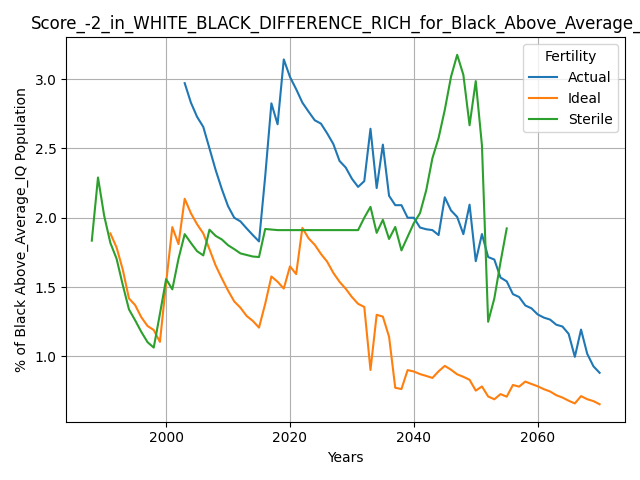 Score_-2_in_WHITE_BLACK_DIFFERENCE_RICH_for_Black_Above_Average_
Fertility
Actual
Ideal
Sterile
% of Black Above_Average_IQ Population
3.0
2.5
2.0
1.5
1.0
2000 2020 2040 2060
Years